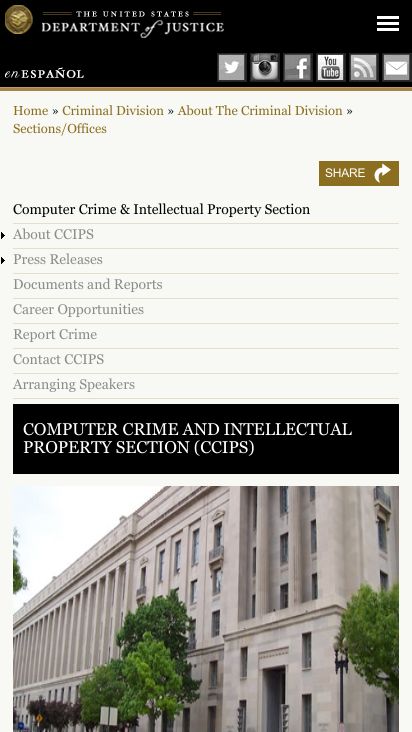 THE UNITED STATES
DEPARTMENT of JUSTICE
en ESPAÑOL
You
Tube
Home » Criminal Division » About The Criminal Division »
Sections/Offices
SHARE
Computer Crime & Intellectual Property Section
About CCIPS
Press Releases
Documents and Reports
Career Opportunities
Report Crime
Contact CCIPS
Arranging Speakers
COMPUTER CRIME AND INTELLECTUAL
PROPERTY SECTION (CCIPS)